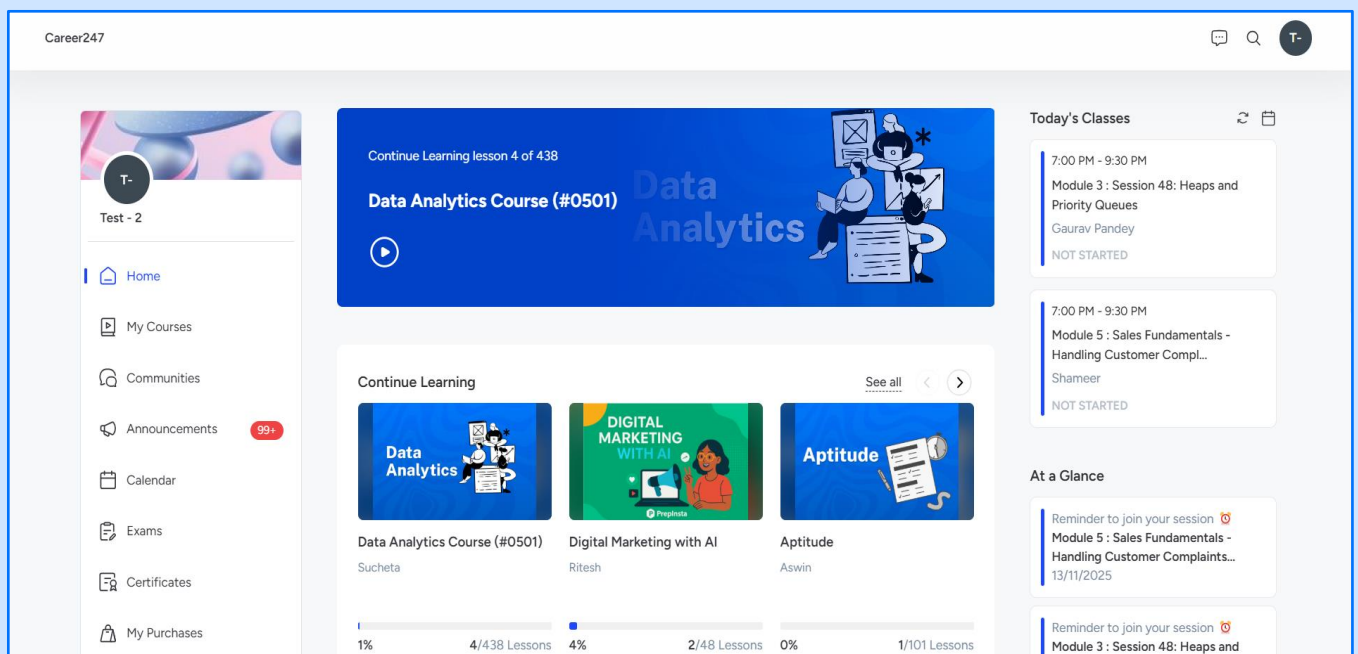 Career247
T-
T-
Test - 2
Home
My Courses
Communities
Announcements
99+
Calendar
Exams
Certificates
My Purchases
Continue Learning lesson 4 of 438
Data Analytics Course (#0501)
Data
Analytics
Continue Learning
See all
Data
Analytics
Data Analytics Course (#0501)
Sucheta
1%
4/438 Lessons
DIGITAL
MARKETING
WITH AI
PrepInsta
Digital Marketing with AI
Ritesh
4%
2/48 Lessons
Aptitude
Aptitude
Aswin
0%
1/101 Lessons
Today's Classes
7:00 PM - 9:30 PM
Module 3 : Session 48: Heaps and
Priority Queues
Gaurav Pandey
NOT STARTED
7:00 PM - 9:30 PM
Module 5 : Sales Fundamentals -
Handling Customer Compl...
Shameer
NOT STARTED
At a Glance
Reminder to join your session ⏰
Module 5 : Sales Fundamentals -
Handling Customer Complaints...
13/11/2025
Reminder to join your session ⏰
Module 3 : Session 48: Heaps and